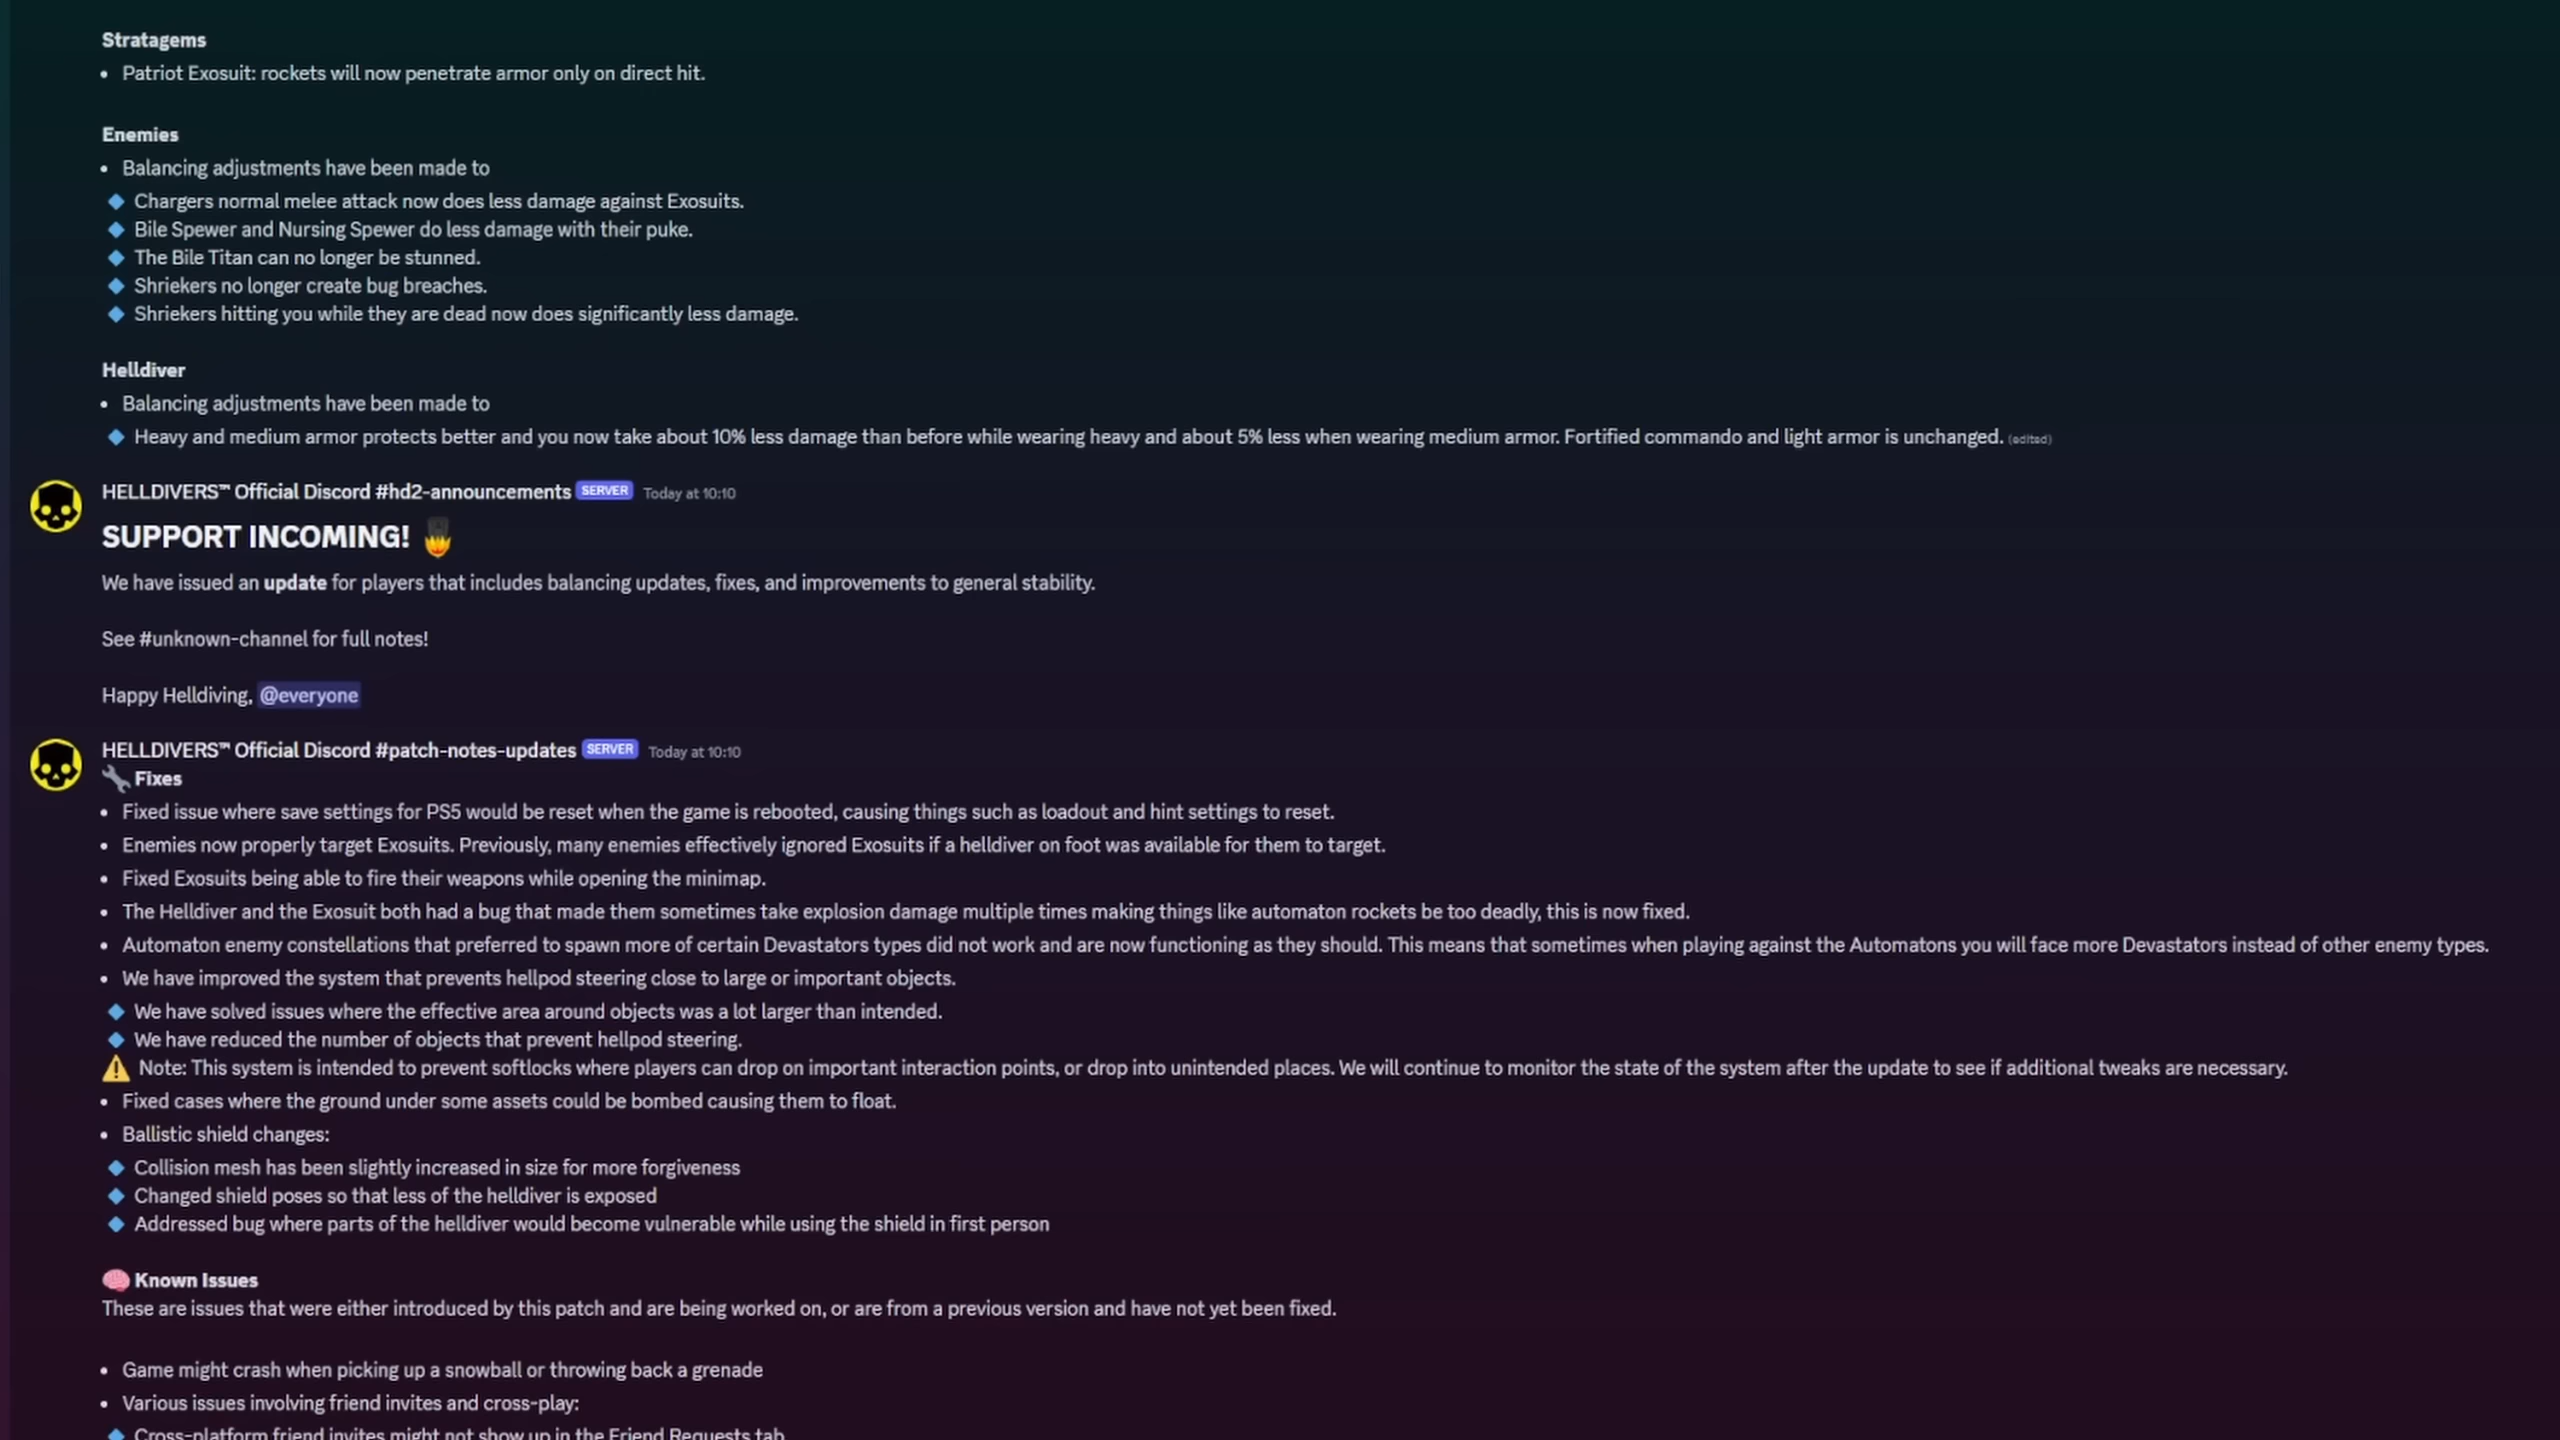 Stratagems
• Patriot Exosuit: rockets will now penetrate armor only on direct hit.
Enemies
• Balancing adjustments have been made to
Chargers normal melee attack now does less damage against Exosuits.
Bile Spewer and Nursing Spewer do less damage with their puke.
The Bile Titan can no longer be stunned.
Shriekers no longer create bug breaches.
Shriekers hitting you while they are dead now does significantly less damage.
Helldiver
• Balancing adjustments have been made to
Heavy and medium armor protects better and you now take about 10% less damage than before while wearing heavy and about 5% less when wearing medium armor. Fortified commando and light armor is unchanged. (edited)
HELLDIVERS™ Official Discord #hd2-announcements SERVER Today at 10:10
SUPPORT INCOMING!
We have issued an update for players that includes balancing updates, fixes, and improvements to general stability.
See #unknown-channel for full notes!
Happy Helldiving, @everyone
HELLDIVERS™ Official Discord #patch-notes-updates SERVER Today at 10:10
Fixes
• Fixed issue where save settings for PS5 would be reset when the game is rebooted, causing things such as loadout and hint settings to reset.
• Enemies now properly target Exosuits. Previously, many enemies effectively ignored Exosuits if a helldiver on foot was available for them to target.
• Fixed Exosuits being able to fire their weapons while opening the minimap.
• The Helldiver and the Exosuit both had a bug that made them sometimes take explosion damage multiple times making things like automaton rockets be too deadly, this is now fixed.
• Automaton enemy constellations that preferred to spawn more of certain Devastators types did not work and are now functioning as they should. This means that sometimes when playing against the Automatons you will face more Devastators instead of other enemy types.
• We have improved the system that prevents hellpod steering close to large or important objects.
We have solved issues where the effective area around objects was a lot larger than intended.
We have reduced the number of objects that prevent hellpod steering.
Note: This system is intended to prevent softlocks where players can drop on important interaction points, or drop into unintended places. We will continue to monitor the state of the system after the update to see if additional tweaks are necessary.
• Fixed cases where the ground under some assets could be bombed causing them to float.
• Ballistic shield changes:
Collision mesh has been slightly increased in size for more forgiveness
Changed shield poses so that less of the helldiver is exposed
Addressed bug where parts of the helldiver would become vulnerable while using the shield in first person
Known Issues
These are issues that were either introduced by this patch and are being worked on, or are from a previous version and have not yet been fixed.
• Game might crash when picking up a snowball or throwing back a grenade
• Various issues involving friend invites and cross-play:
Cross-platform friend invites might not show up in the Friend Requests tab